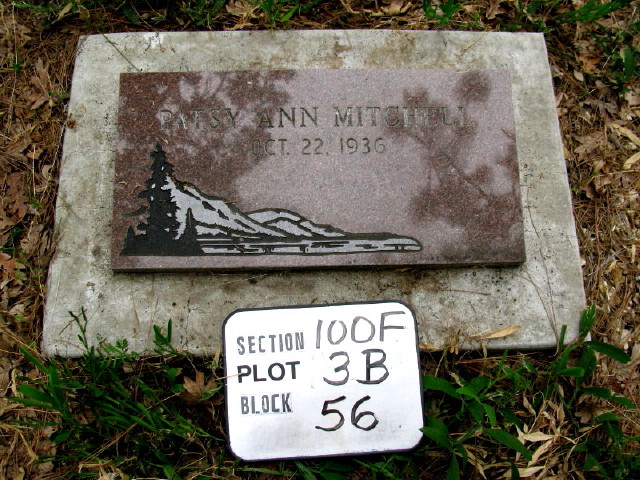 PATSY ANN MITCHELL
OCT. 22, 1936
SECTION 100F
PLOT 3B
BLOCK 56